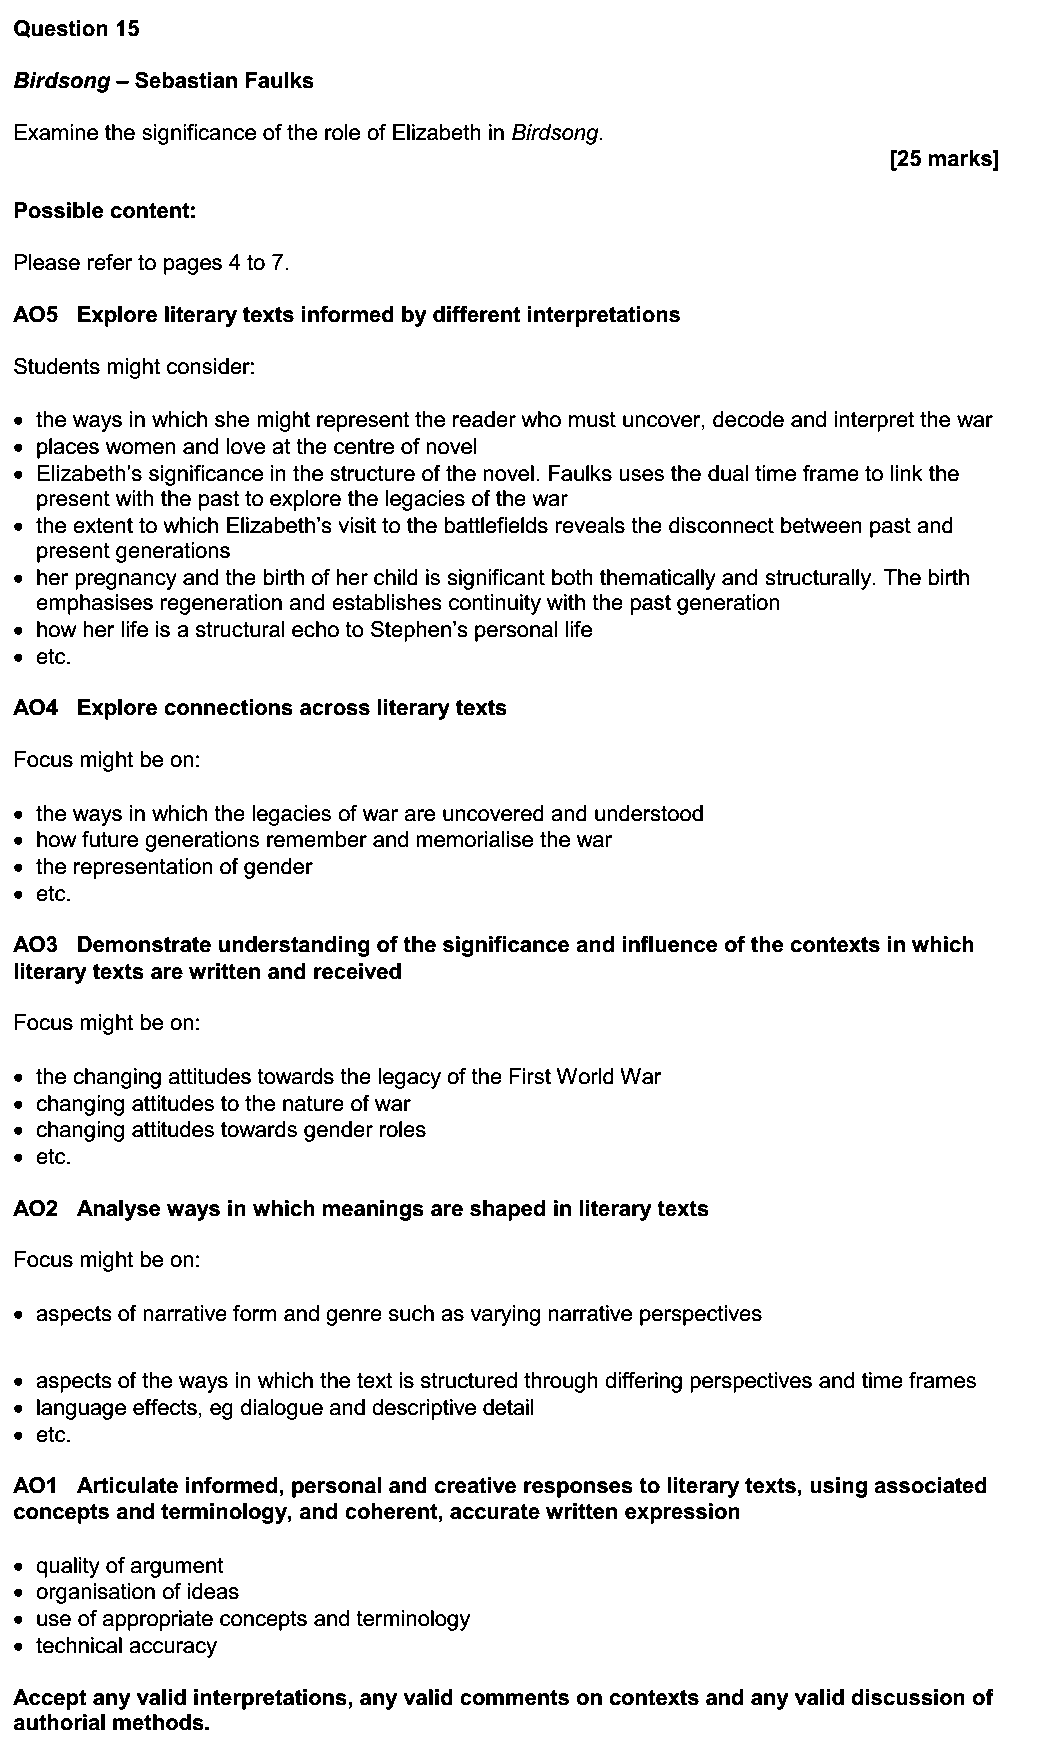 Question 15
Birdsong – Sebastian Faulks
Examine the significance of the role of Elizabeth in Birdsong.
[25 marks]
Possible content:
Please refer to pages 4 to 7.
AO5 Explore literary texts informed by different interpretations
Students might consider:
• the ways in which she might represent the reader who must uncover, decode and interpret the war
• places women and love at the centre of novel
• Elizabeth's significance in the structure of the novel. Faulks uses the dual time frame to link the
present with the past to explore the legacies of the war
• the extent to which Elizabeth's visit to the battlefields reveals the disconnect between past and
present generations
• her pregnancy and the birth of her child is significant both thematically and structurally. The birth
emphasises regeneration and establishes continuity with the past generation
• how her life is a structural echo to Stephen's personal life
• etc.
AO4 Explore connections across literary texts
Focus might be on:
• the ways in which the legacies of war are uncovered and understood
• how future generations remember and memorialise the war
• the representation of gender
• etc.
AO3 Demonstrate understanding of the significance and influence of the contexts in which
literary texts are written and received
Focus might be on:
• the changing attitudes towards the legacy of the First World War
• changing attitudes to the nature of war
• changing attitudes towards gender roles
• etc.
AO2 Analyse ways in which meanings are shaped in literary texts
Focus might be on:
• aspects of narrative form and genre such as varying narrative perspectives
• aspects of the ways in which the text is structured through differing perspectives and time frames
• language effects, eg dialogue and descriptive detail
• etc.
AO1 Articulate informed, personal and creative responses to literary texts, using associated
concepts and terminology, and coherent, accurate written expression
• quality of argument
• organisation of ideas
• use of appropriate concepts and terminology
• technical accuracy
Accept any valid interpretations, any valid comments on contexts and any valid discussion of
authorial methods.